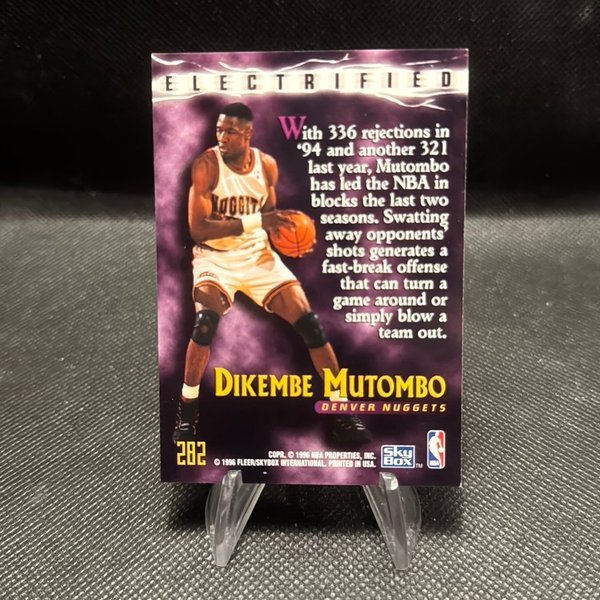 ELECTRIFIED
With 336 rejections in
'94 and another 321
last year, Mutombo
has led the NBA in
blocks the last two
seasons. Swatting
away opponents'
shots generates a
fast-break offense
that can turn a
game around or
simply blow a
team out.
NUGGETS
DIKEMBE MUTOMBO
DENVER NUGGETS
282
COPR. © 1996 NBA PROPERTIES, INC.
© 1996 FLEER/SKYBOX INTERNATIONAL. PRINTED IN USA.
SkyBox™
NBA